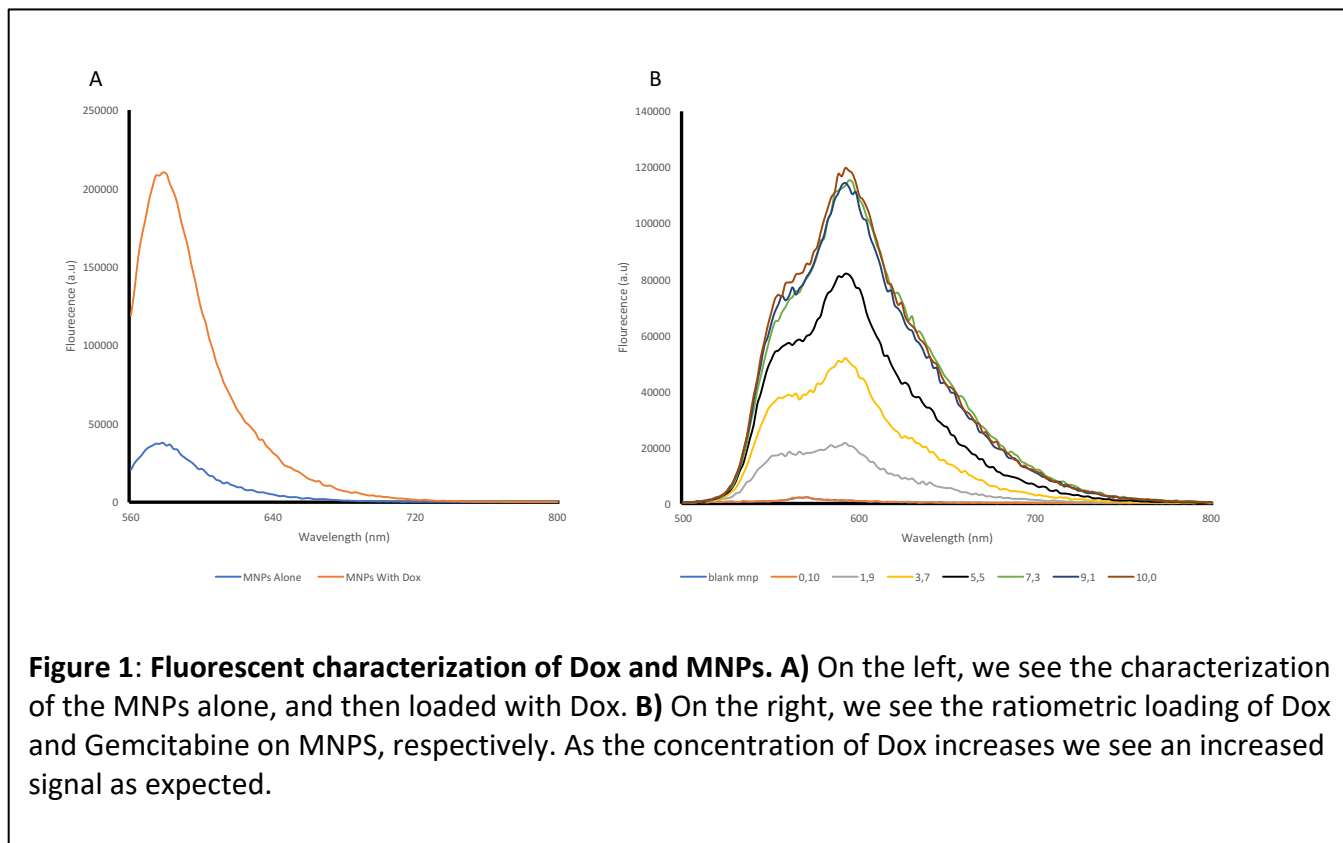 A
250000
200000
150000
100000
50000
0
Flourecence (a.u)
560 640 720 800
Wavelength (nm)
MNPs Alone MNPs With Dox
B
140000
120000
100000
80000
60000
40000
20000
0
Flourecence (a.u)
500 600 700 800
Wavelength (nm)
blank mnp 0,10 1,9 3,7 5,5 7,3 9,1 10,0
Figure 1: Fluorescent characterization of Dox and MNPs. A) On the left, we see the characterization
of the MNPs alone, and then loaded with Dox. B) On the right, we see the ratiometric loading of Dox
and Gemcitabine on MNPS, respectively. As the concentration of Dox increases we see an increased
signal as expected.